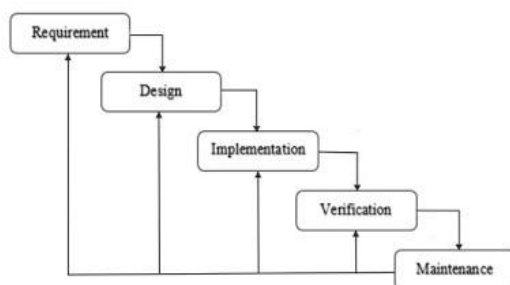 Requirement
Design
Implementation
Verification
Maintenance